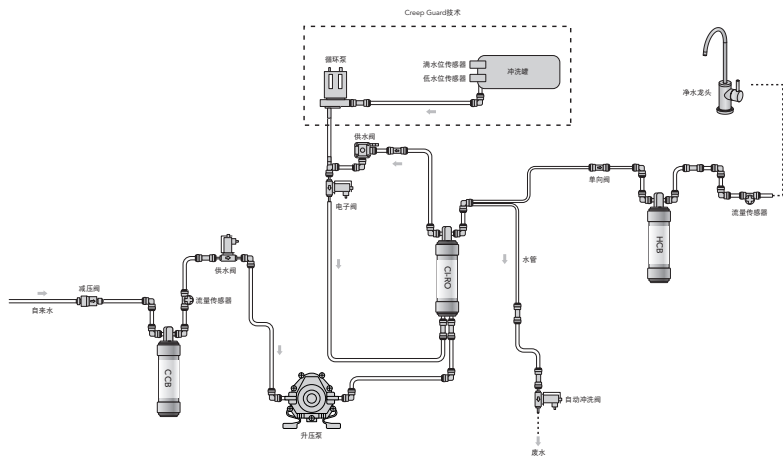 Creep Guard技术
循环泵
满水位传感器
低水位传感器
冲洗罐
净水龙头
供水阀
电子阀
单向阀
流量传感器
HCB
CI-RO
水管
供水阀
减压阀
流量传感器
自来水
CCB
升压泵
自动冲洗阀
废水